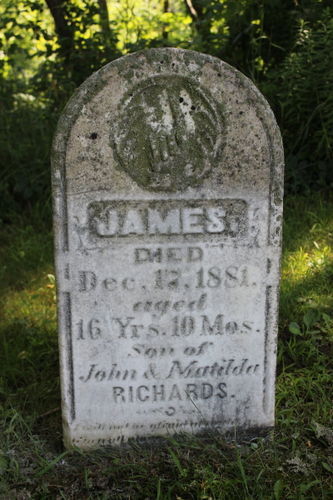 JAMES.
DIED
Dec. 17, 1881.
aged
16 Yrs. 10 Mos.
Son of
John & Matilda
RICHARDS.